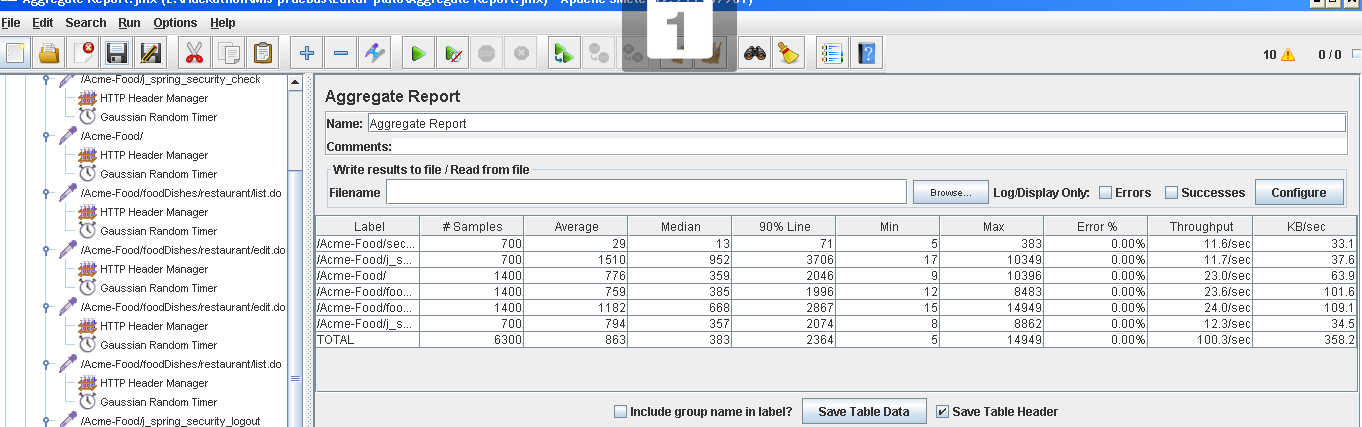 1
File Edit Search Run Options Help
10 0 / 0
/Acme-Food/j_spring_security_check
HTTP Header Manager
Gaussian Random Timer
/Acme-Food/
HTTP Header Manager
Gaussian Random Timer
/Acme-Food/foodDishes/restaurant/list.do
HTTP Header Manager
Gaussian Random Timer
/Acme-Food/foodDishes/restaurant/edit.do
HTTP Header Manager
Gaussian Random Timer
/Acme-Food/foodDishes/restaurant/edit.do
HTTP Header Manager
Gaussian Random Timer
/Acme-Food/foodDishes/restaurant/list.do
HTTP Header Manager
Gaussian Random Timer
/Acme-Food/j_spring_security_logout
Aggregate Report
Name: Aggregate Report
Comments:
Write results to file / Read from file
Filename Browse... Log/Display Only: Errors Successes Configure
Label # Samples Average Median 90% Line Min Max Error % Throughput KB/sec
/Acme-Food/sec... 700 29 13 71 5 383 0.00% 11.6/sec 33.1
/Acme-Food/j_s... 700 1510 952 3706 17 10349 0.00% 11.7/sec 37.6
/Acme-Food/ 1400 776 359 2046 9 10396 0.00% 23.0/sec 63.9
/Acme-Food/foo... 1400 759 385 1996 12 8483 0.00% 23.6/sec 101.6
/Acme-Food/foo... 1400 1182 668 2867 15 14949 0.00% 24.0/sec 109.1
/Acme-Food/j_s... 700 794 357 2074 8 8862 0.00% 12.3/sec 34.5
TOTAL 6300 863 383 2364 5 14949 0.00% 100.3/sec 358.2
Include group name in label? Save Table Data Save Table Header